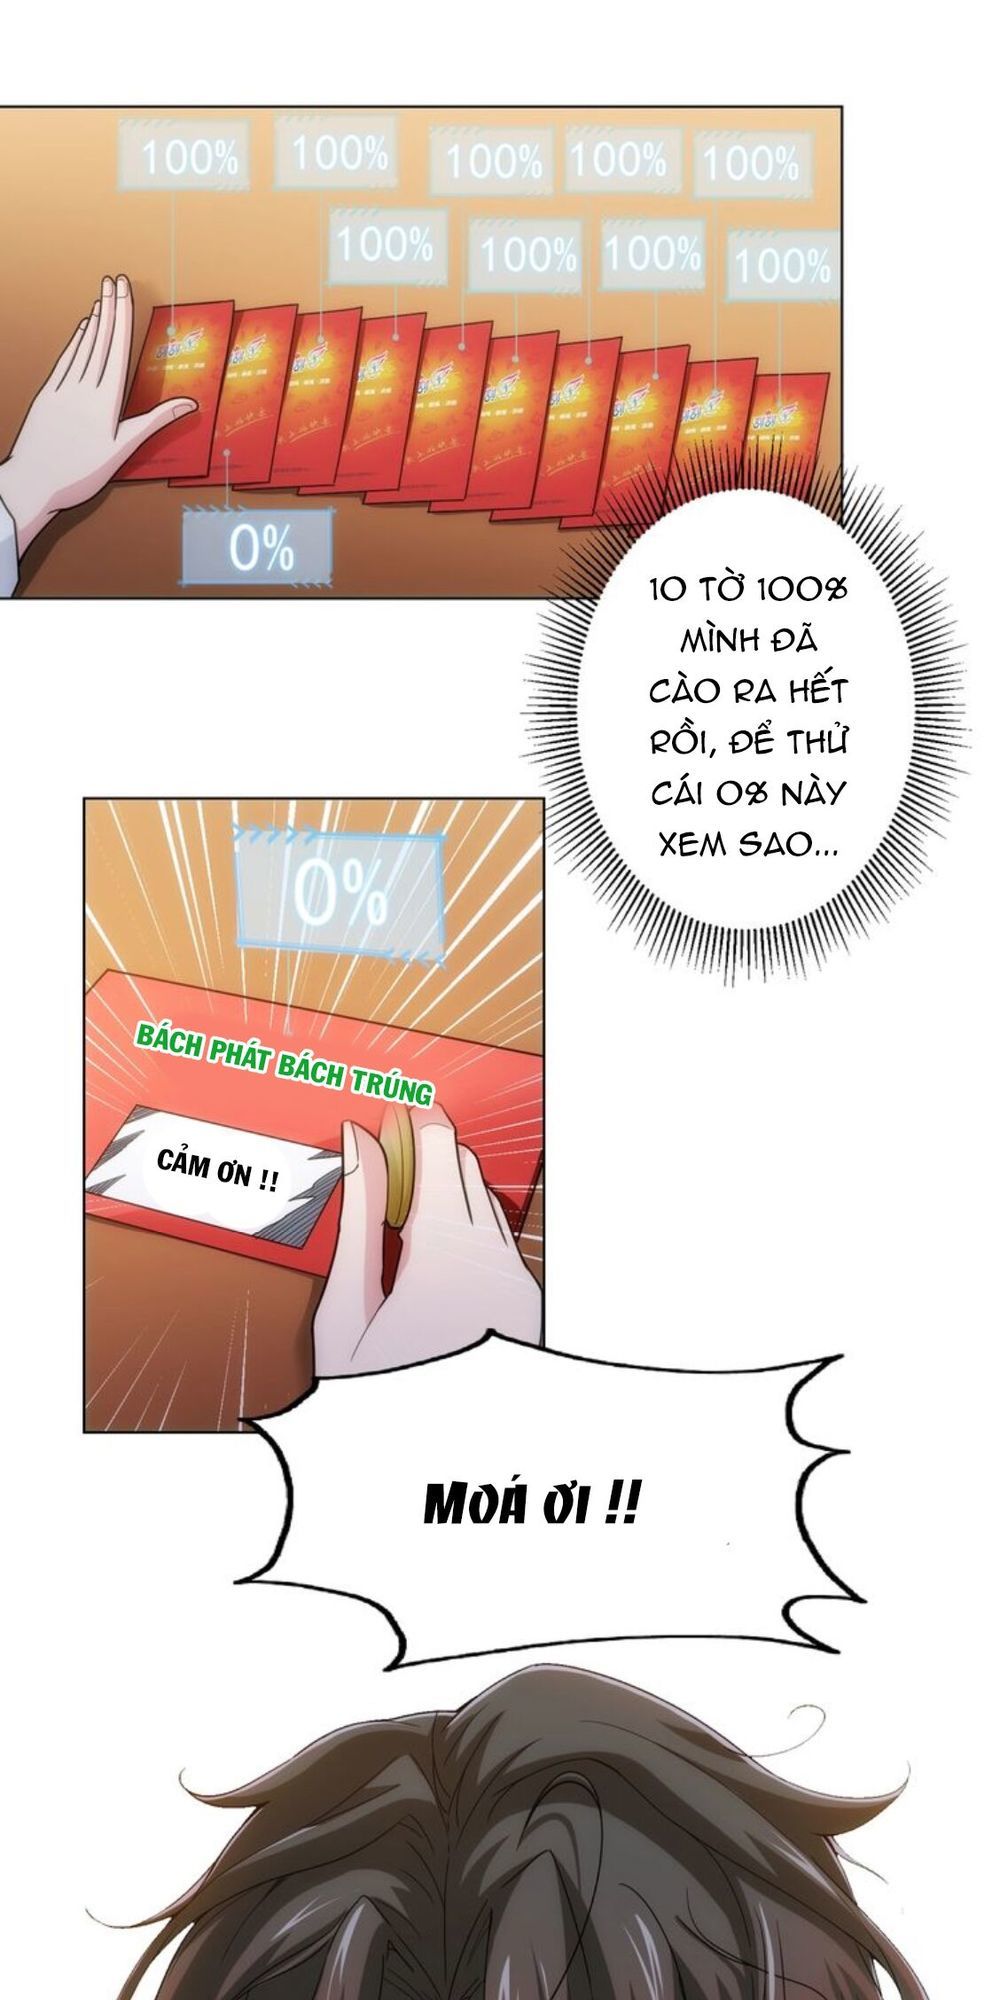 100%
100%
100%
100%
100%
100%
100%
100%
100%
0%
10 TỜ 100%
MÌNH ĐÃ
CÀO RA HẾT
RỒI, ĐỂ THỬ
CÁI 0% NÀY
XEM SAO...
0%
BÁCH PHÁT BÁCH TRÚNG
CẢM ƠN !!
MOÁ ƠI !!